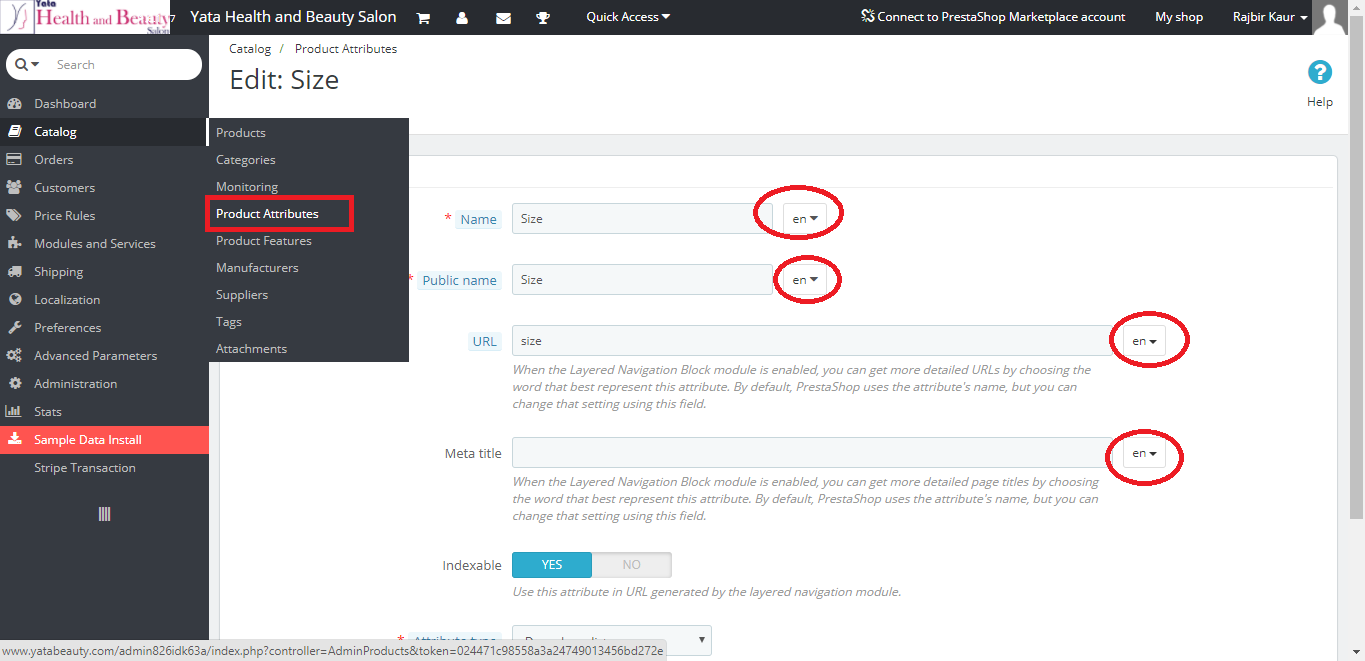 Yata
Health and Beauty
Salon
Yata Health and Beauty Salon
Quick Access
Connect to PrestaShop Marketplace account
My shop
Rajbir Kaur
Search
Dashboard
Catalog
Orders
Customers
Price Rules
Modules and Services
Shipping
Localization
Preferences
Advanced Parameters
Administration
Stats
Sample Data Install
Stripe Transaction
Products
Categories
Monitoring
Product Attributes
Product Features
Manufacturers
Suppliers
Tags
Attachments
Catalog / Product Attributes
Edit: Size
Help
* Name Size en
* Public name Size en
URL size en
When the Layered Navigation Block module is enabled, you can get more detailed URLs by choosing the
word that best represent this attribute. By default, PrestaShop uses the attribute's name, but you can
change that setting using this field.
Meta title en
When the Layered Navigation Block module is enabled, you can get more detailed page titles by choosing
the word that best represent this attribute. By default, PrestaShop uses the attribute's name, but you can
change that setting using this field.
Indexable YES NO
Use this attribute in URL generated by the layered navigation module.
* Attribute type
www.yatabeauty.com/admin826idk63a/index.php?controller=AdminProducts&token=024471c98558a3a24749013456bd272e